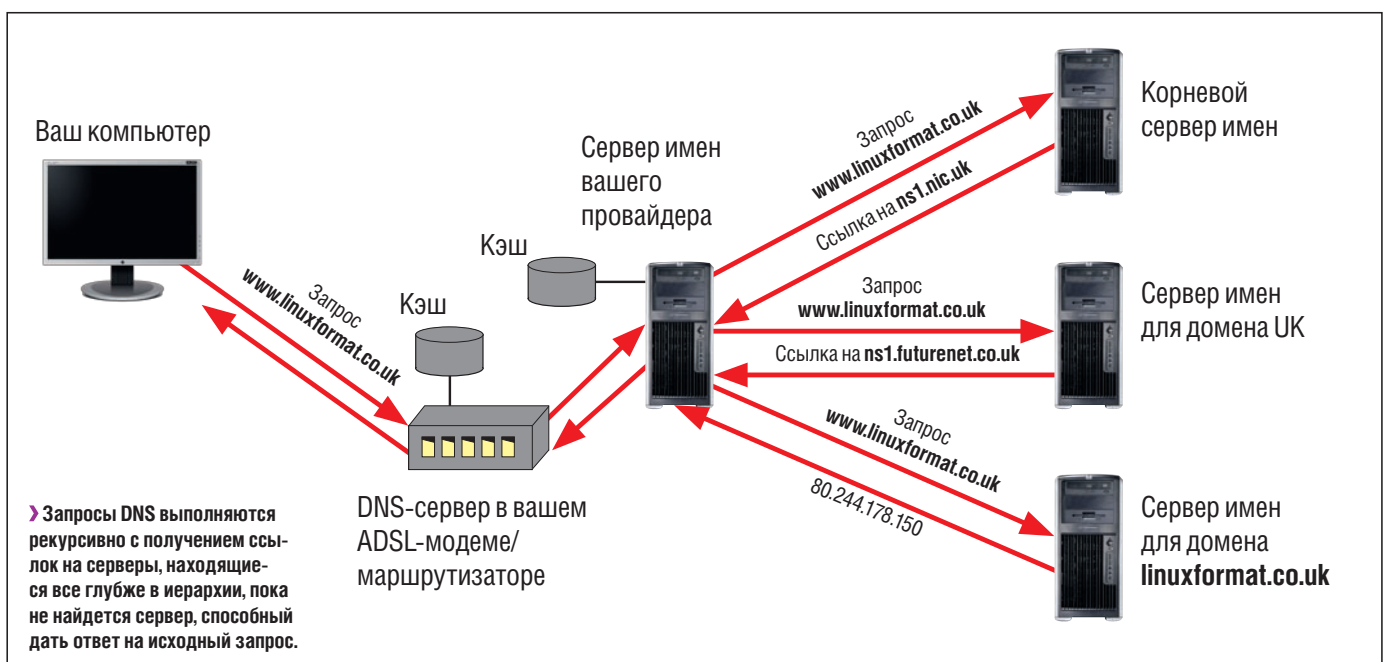 Ваш компьютер
Запрос
www.linuxformat.co.uk
Кэш
DNS-сервер в вашем
ADSL-модеме/
маршрутизаторе
Кэш
Сервер имен
вашего
провайдера
Запрос
www.linuxformat.co.uk
Ссылка на ns1.nic.uk
Корневой
сервер имен
Запрос
www.linuxformat.co.uk
Ссылка на ns1.futurenet.co.uk
Сервер имен
для домена UK
Запрос
www.linuxformat.co.uk
80.244.178.150
Сервер имен
для домена
linuxformat.co.uk
❯ Запросы DNS выполняются
рекурсивно с получением ссы-
лок на серверы, находящие-
ся все глубже в иерархии, пока
не найдется сервер, способный
дать ответ на исходный запрос.